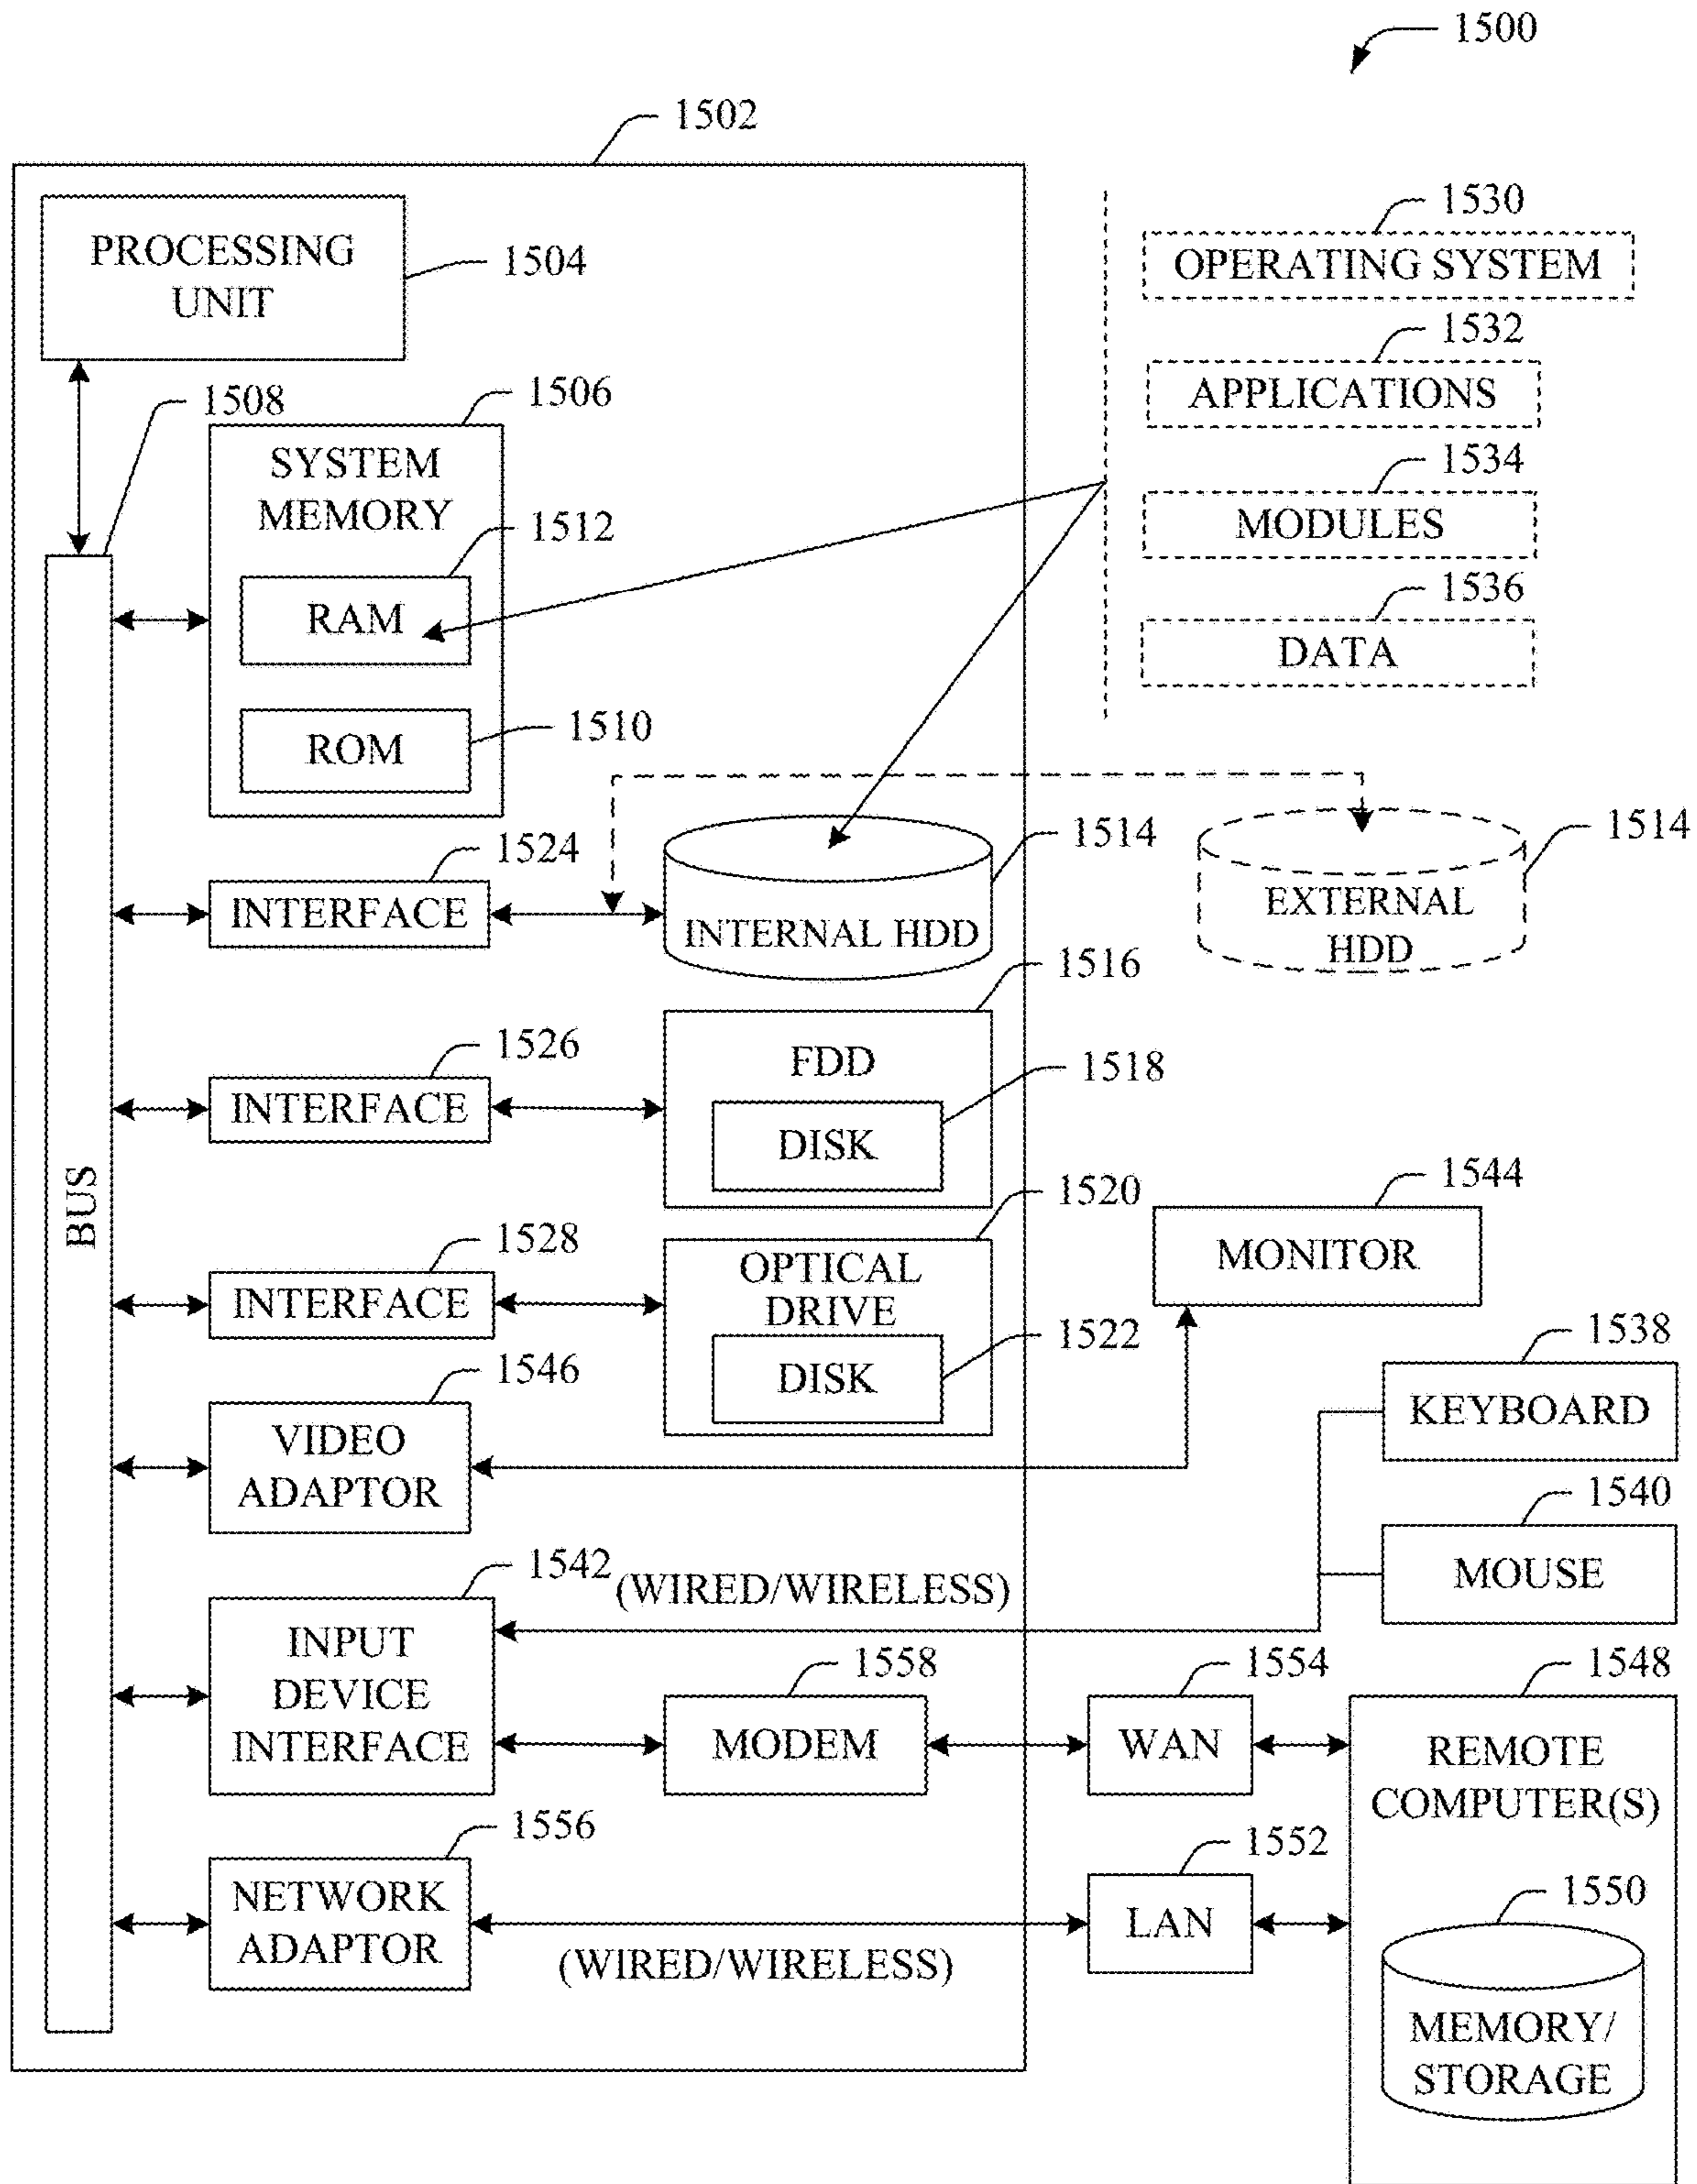 1500
1502
PROCESSING
UNIT
1504
1530
OPERATING SYSTEM
1532
APPLICATIONS
1534
MODULES
1536
DATA
1508
1506
SYSTEM
MEMORY
1512
RAM
1510
ROM
1524
INTERFACE
1514
INTERNAL HDD
1514
EXTERNAL
HDD
1526
INTERFACE
1516
FDD
1518
DISK
BUS
1528
INTERFACE
1520
OPTICAL
DRIVE
1522
DISK
1544
MONITOR
1546
VIDEO
ADAPTOR
1538
KEYBOARD
1540
MOUSE
1542
(WIRED/WIRELESS)
INPUT
DEVICE
INTERFACE
1558
MODEM
1554
WAN
1548
REMOTE
COMPUTER(S)
1556
NETWORK
ADAPTOR
(WIRED/WIRELESS)
1552
LAN
1550
MEMORY/
STORAGE